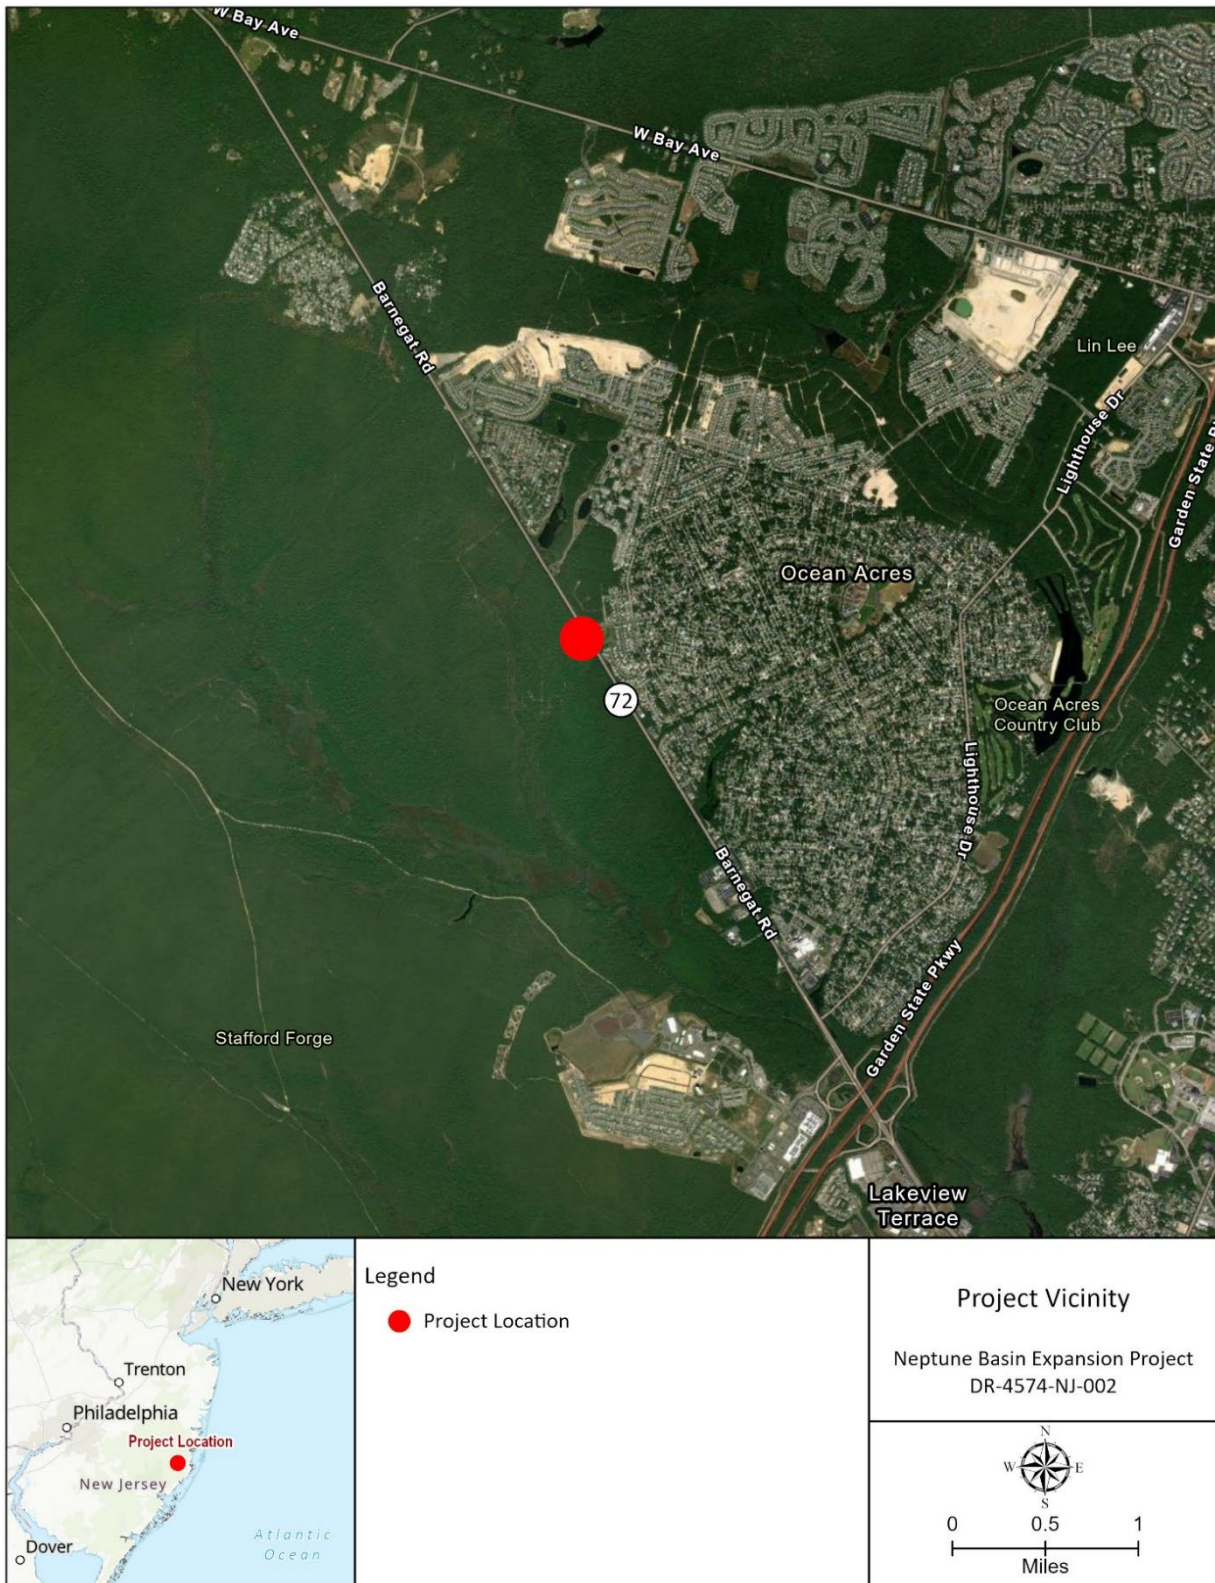 W Bay Ave
W Bay Ave
Barnegat Rd
Lin Lee
Lighthouse Dr
Garden State Pk
Ocean Acres
72
Ocean Acres
Country Club
Lighthouse Dr
Barnegat Rd
Garden State Pkwy
Stafford Forge
Lakeview
Terrace
New York
Trenton
Philadelphia
Project Location
New Jersey
Atlantic
Ocean
Dover
Legend
Project Location
Project Vicinity
Neptune Basin Expansion Project
DR-4574-NJ-002
N
W E
S
0 0.5 1
Miles